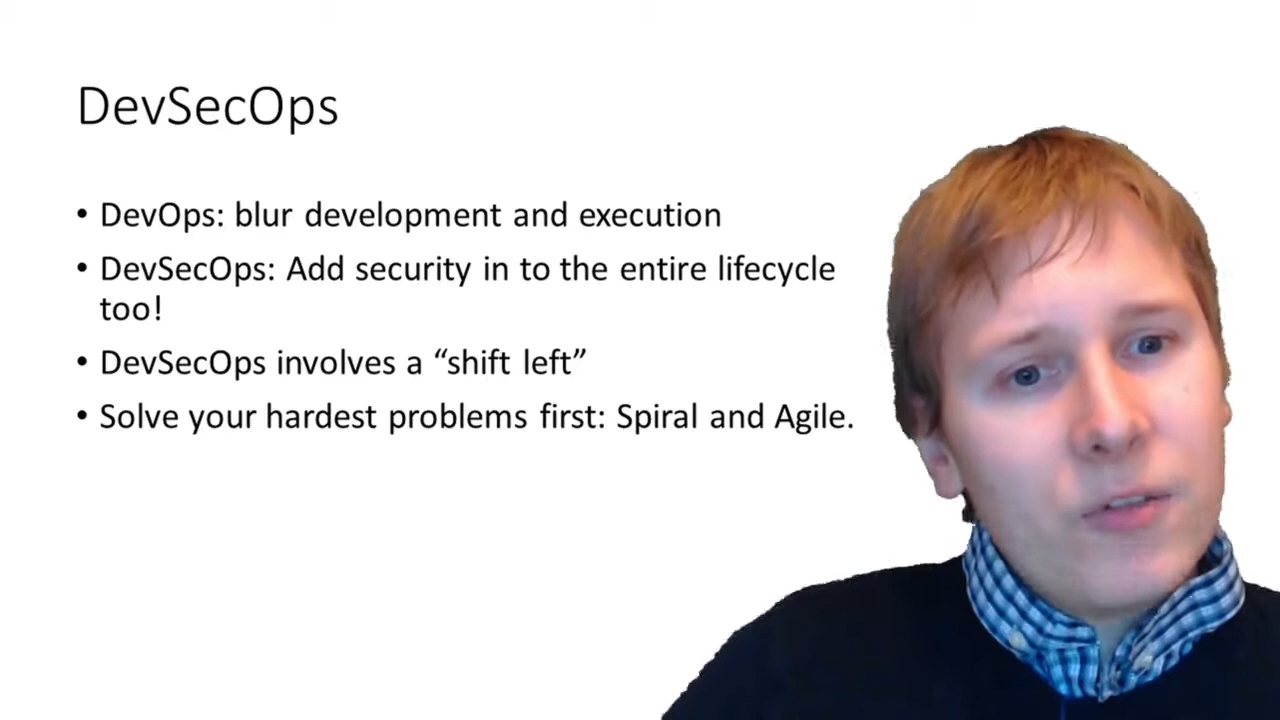 DevSecOps
• DevOps: blur development and execution
• DevSecOps: Add security in to the entire lifecycle
too!
• DevSecOps involves a “shift left”
• Solve your hardest problems first: Spiral and Agile.